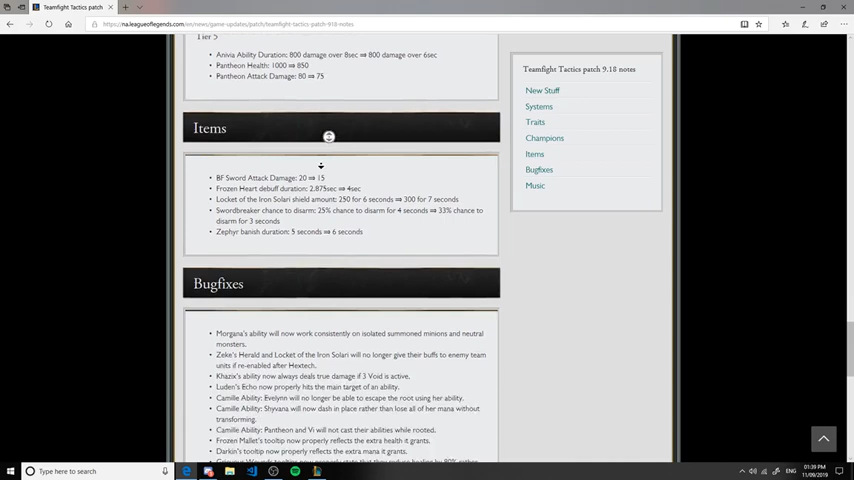 Teamfight Tactics patch 9.18 notes
https://na.leagueoflegends.com/en/news/game-updates/patch/teamfight-tactics-patch-918-notes
Tier 5
• Anivia Ability Duration: 800 damage over 8sec ⇒ 800 damage over 6sec
• Pantheon Health: 1000 ⇒ 850
• Pantheon Attack Damage: 80 ⇒ 75
Items
• BF Sword Attack Damage: 20 ⇒ 15
• Frozen Heart debuff duration: 2.875sec ⇒ 4sec
• Locket of the Iron Solari shield amount: 250 for 6 seconds ⇒ 300 for 7 seconds
• Swordbreaker chance to disarm: 25% chance to disarm for 4 seconds ⇒ 33% chance to
disarm for 3 seconds
• Zephyr banish duration: 5 seconds ⇒ 6 seconds
Bugfixes
• Morgana's ability will now work consistently on isolated summoned minions and neutral
monsters.
• Zeke's Herald and Locket of the Iron Solari will no longer give their buffs to enemy team
units if re-enabled after Hextech.
• Khazix's ability now always deals true damage if 3 Void is active.
• Luden's Echo now properly hits the main target of an ability.
• Camille Ability: Evelynn will no longer be able to escape the root using her ability.
• Camille Ability: Shyvana will now dash in place rather than lose all of her mana without
transforming.
• Camille Ability: Pantheon and Vi will not cast their abilities while rooted.
• Frozen Mallet's tooltip now properly reflects the extra health it grants.
• Darkin's tooltip now properly reflects the extra mana it grants.
Teamfight Tactics patch 9.18 notes
New Stuff
Systems
Traits
Champions
Items
Bugfixes
Music
Type here to search
ENG
01:39 PM
11/09/2019